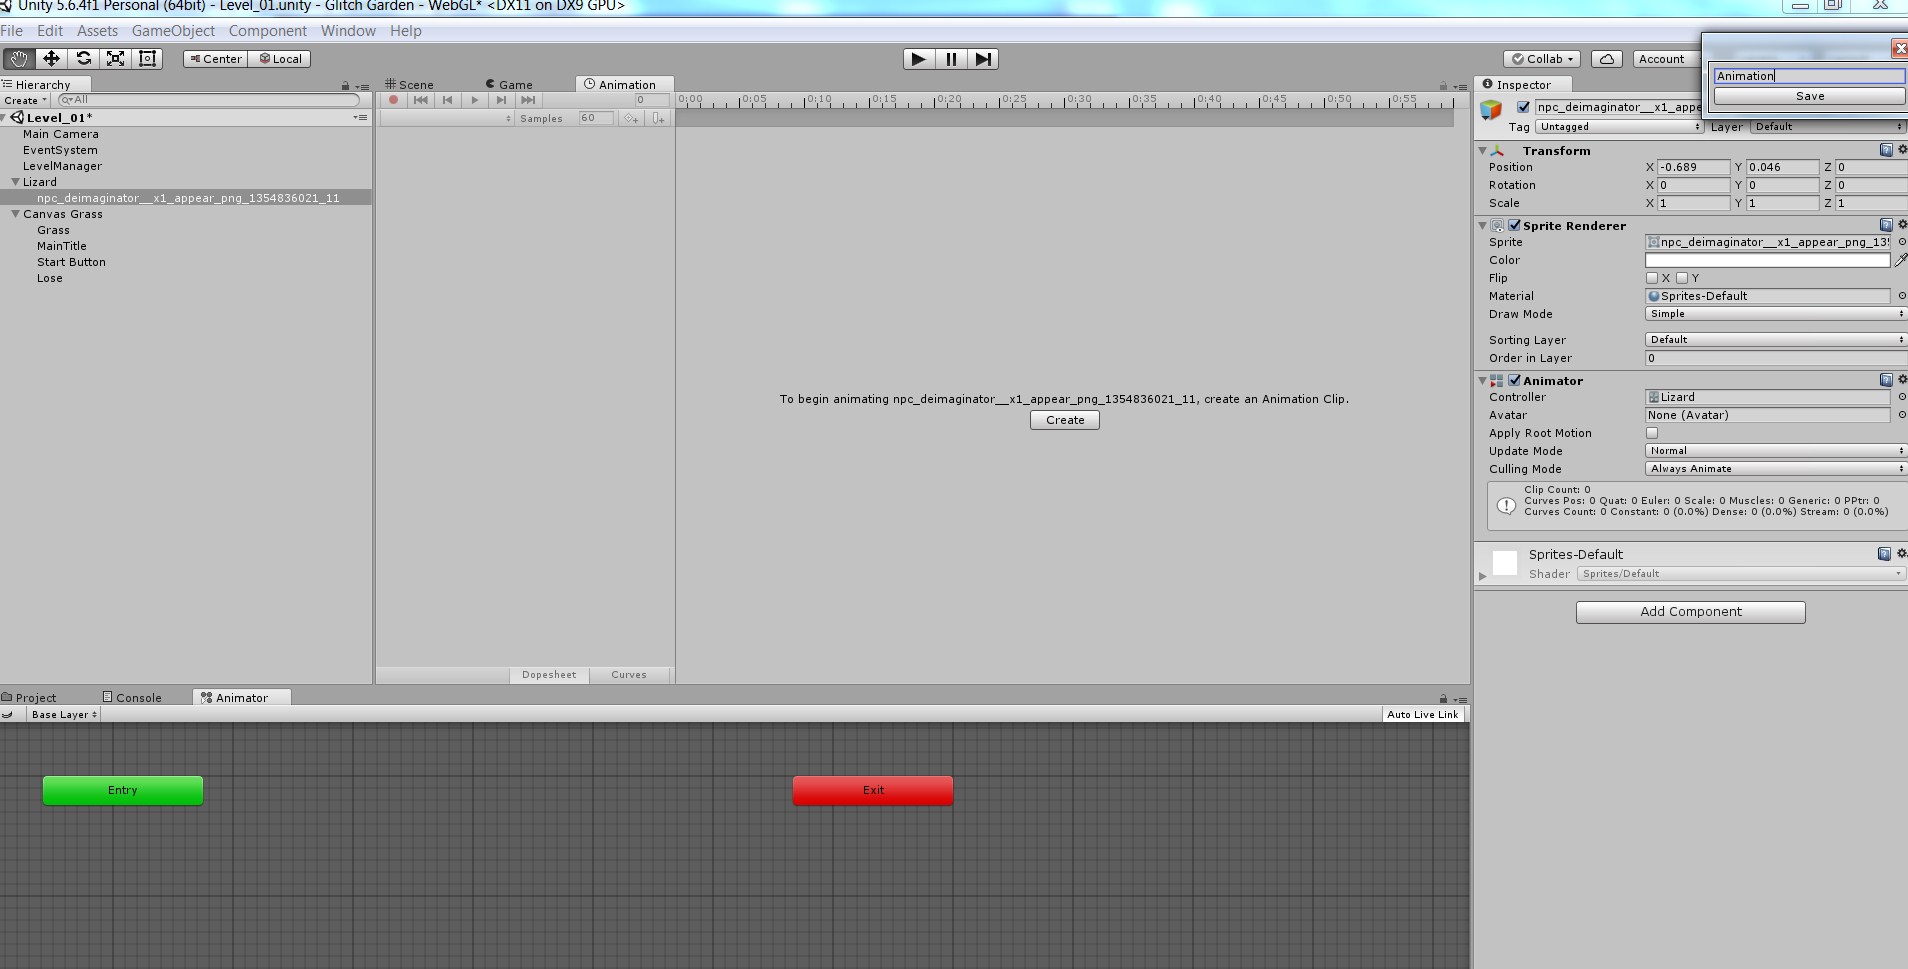 Unity 5.6.4f1 Personal (64bit) - Level_01.unity - Glitch Garden - WebGL* <DX11 on DX9 GPU>
File Edit Assets GameObject Component Window Help
Center Local Collab Account
Animation
Save
Hierarchy
Create All
Level_01*
Main Camera
EventSystem
LevelManager
Lizard
npc_deimaginator__x1_appear_png_1354836021_11
Canvas Grass
Grass
MainTitle
Start Button
Lose
Scene Game Animation
0 0:00 0:05 0:10 0:15 0:20 0:25 0:30 0:35 0:40 0:45 0:50 0:55
Samples 60
To begin animating npc_deimaginator__x1_appear_png_1354836021_11, create an Animation Clip.
Create
Dopesheet Curves
Inspector
npc_deimaginator__x1_appe
Tag Untagged Layer Default
Transform
Position X -0.689 Y 0.046 Z 0
Rotation X 0 Y 0 Z 0
Scale X 1 Y 1 Z 1
Sprite Renderer
Sprite npc_deimaginator__x1_appear_png_13
Color
Flip X Y
Material Sprites-Default
Draw Mode Simple
Sorting Layer Default
Order in Layer 0
Animator
Controller Lizard
Avatar None (Avatar)
Apply Root Motion
Update Mode Normal
Culling Mode Always Animate
Clip Count: 0
Curves Pos: 0 Quat: 0 Euler: 0 Scale: 0 Muscles: 0 Generic: 0 PPtr: 0
Curves Count: 0 Constant: 0 (0.0%) Dense: 0 (0.0%) Stream: 0 (0.0%)
Sprites-Default
Shader Sprites/Default
Add Component
Project Console Animator
Base Layer Auto Live Link
Entry Exit